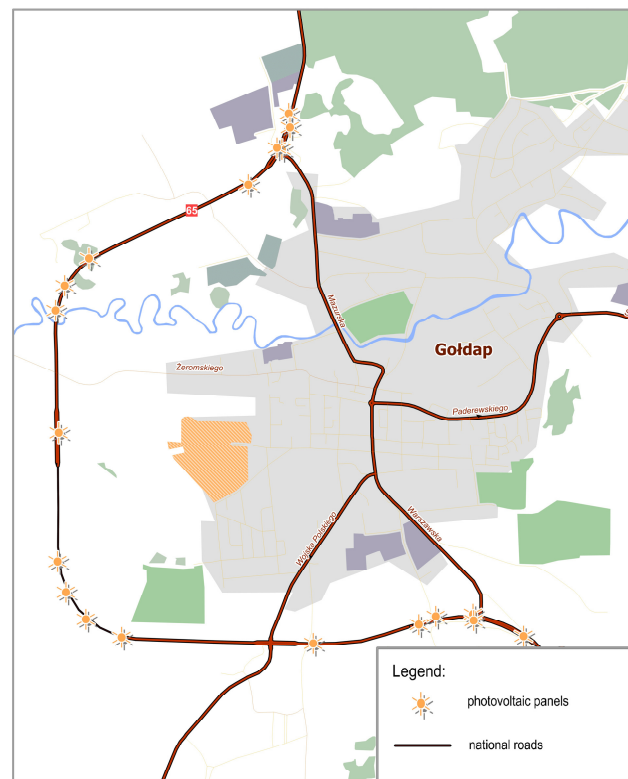 65
Mazurska
Gołdap
Żeromskiego
Paderewskiego
Wojska Polskiego
Warszawska
Legend:
photovoltaic panels
national roads